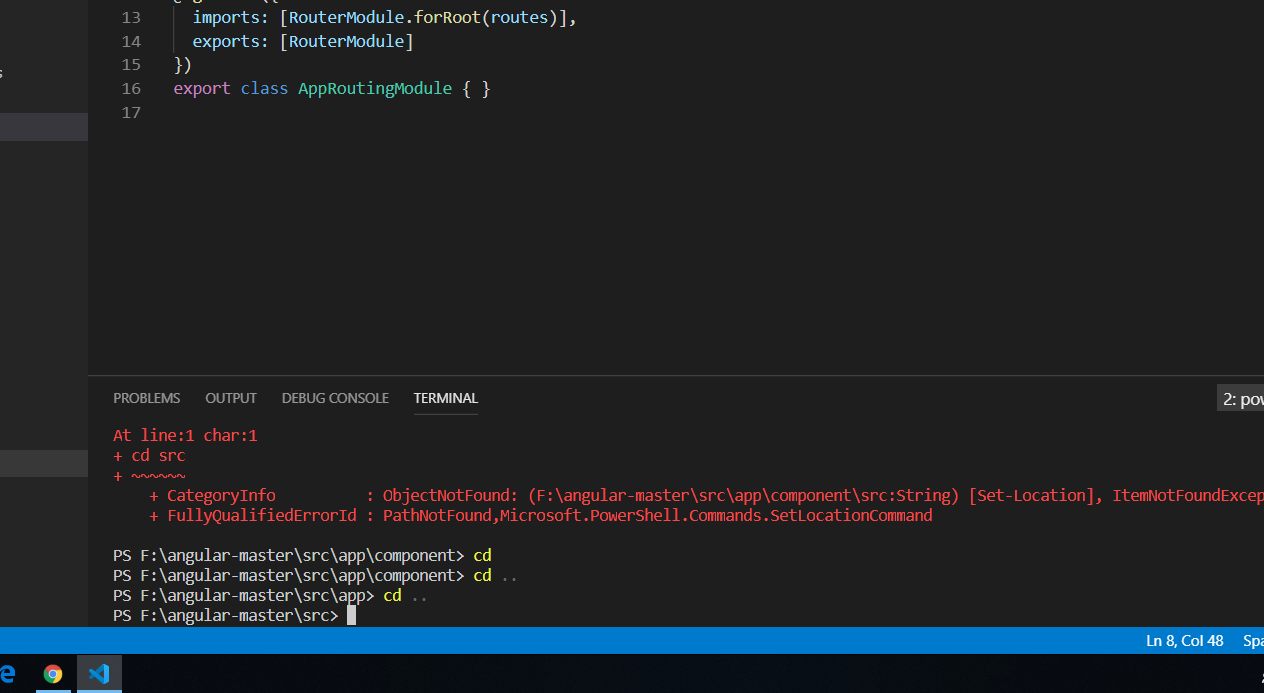 13 imports: [RouterModule.forRoot(routes)],
14 exports: [RouterModule]
15 })
16 export class AppRoutingModule { }
17
PROBLEMS OUTPUT DEBUG CONSOLE TERMINAL 2: pow
At line:1 char:1
+ cd src
+ ~~~~~~
+ CategoryInfo : ObjectNotFound: (F:\angular-master\src\app\component\src:String) [Set-Location], ItemNotFoundExcep
+ FullyQualifiedErrorId : PathNotFound,Microsoft.PowerShell.Commands.SetLocationCommand
PS F:\angular-master\src\app\component> cd
PS F:\angular-master\src\app\component> cd ..
PS F:\angular-master\src\app> cd ..
PS F:\angular-master\src>
Ln 8, Col 48 Spa